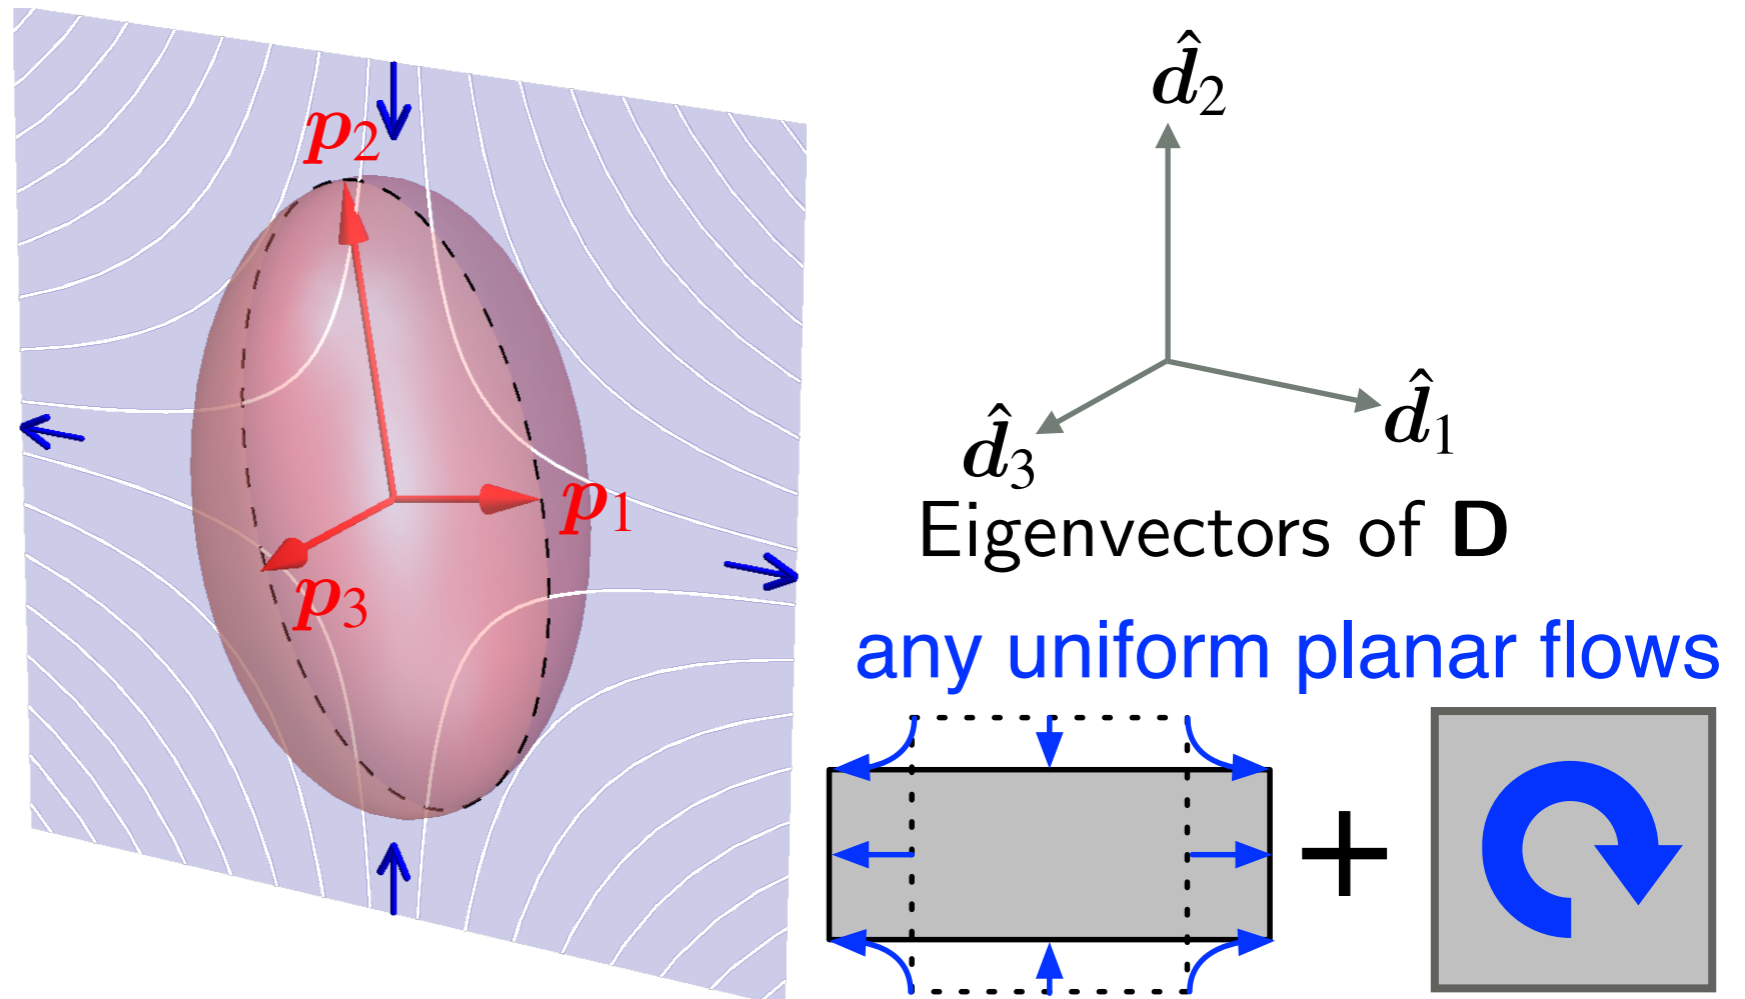 p₂
p₁
p₃
d̂₂
d̂₁
d̂₃
Eigenvectors of D
any uniform planar flows
+